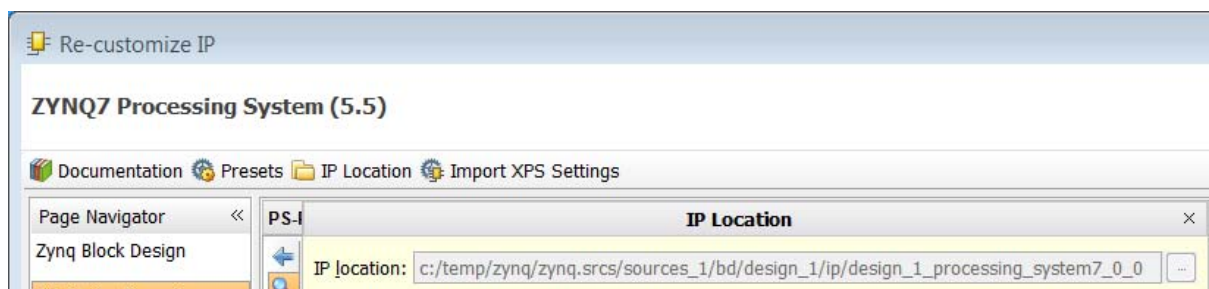 Re-customize IP
ZYNQ7 Processing System (5.5)
Documentation Presets IP Location Import XPS Settings
Page Navigator « PS- IP Location ×
Zynq Block Design
IP location: c:/temp/zynq/zynq.srcs/sources_1/bd/design_1/ip/design_1_processing_system7_0_0 ...